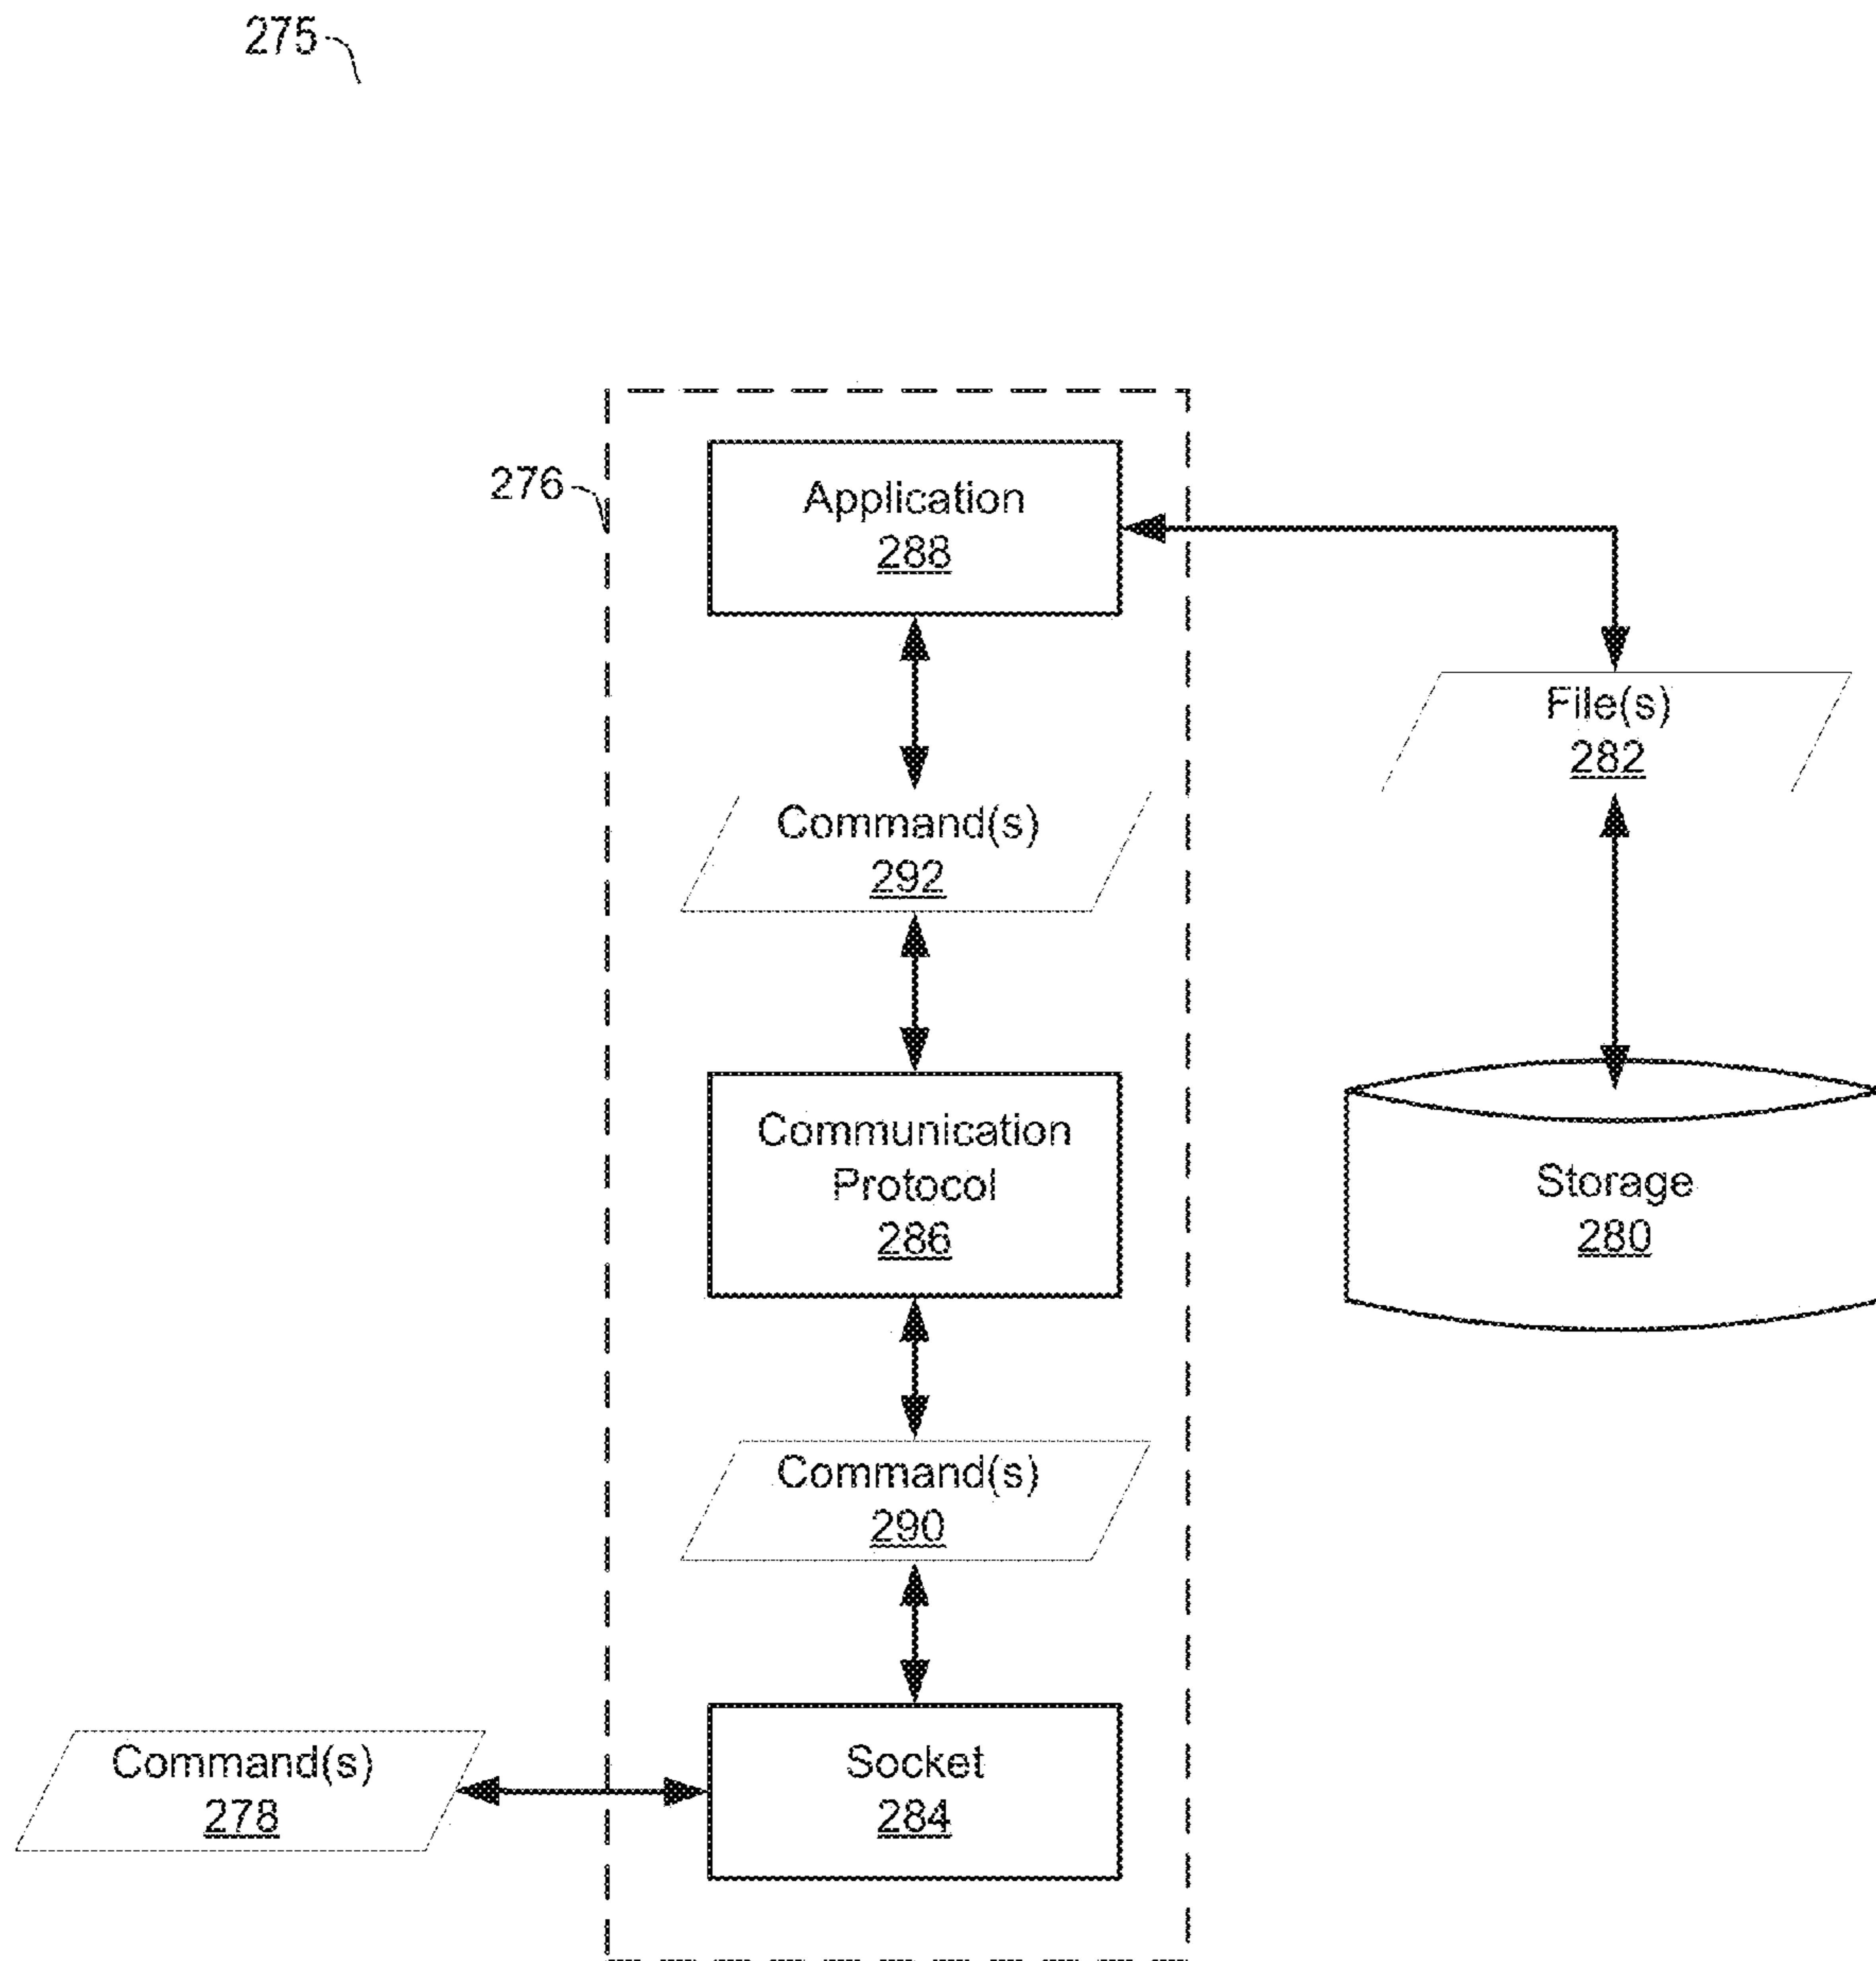 275
276
Application
288
File(s)
282
Command(s)
292
Communication
Protocol
286
Storage
280
Command(s)
290
Command(s)
278
Socket
284